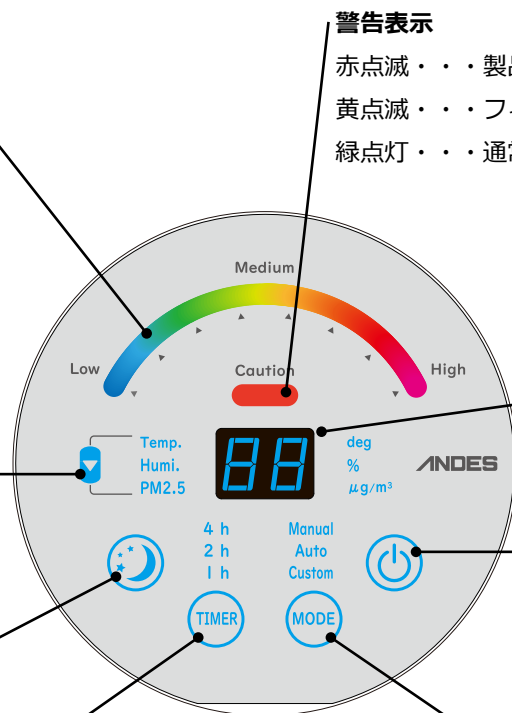 警告表示
赤点滅・・・製
黄点滅・・・フ
緑点灯・・・通
Medium
Low
Caution
High
Temp.
Humi.
PM2.5
88
deg
%
μg/m³
ANDES
4 h
2 h
1 h
Manual
Auto
Custom
TIMER
MODE